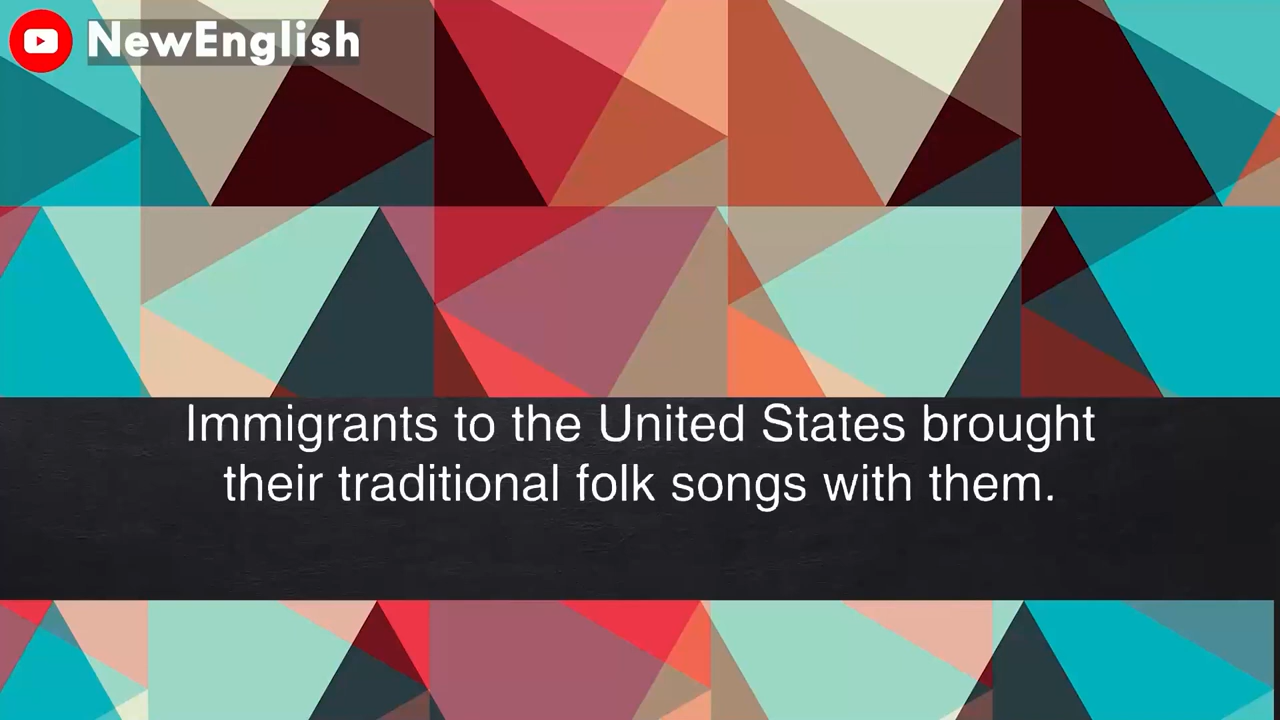 NewEnglish
Immigrants to the United States brought
their traditional folk songs with them.